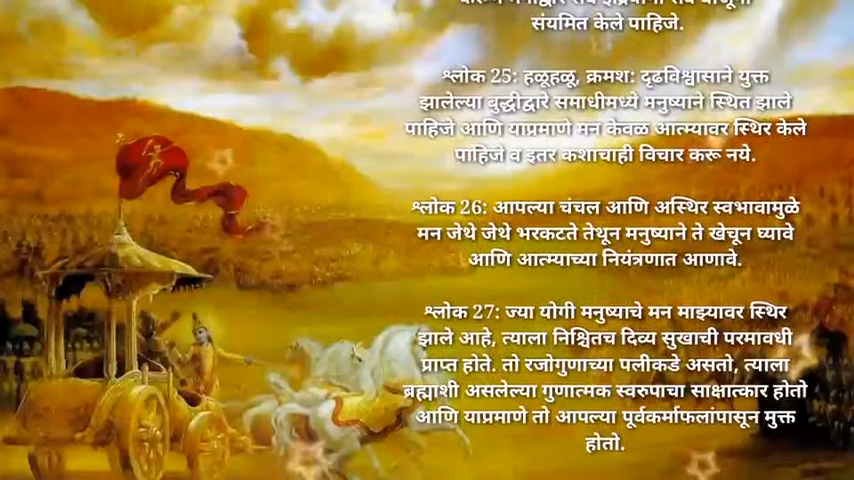 संयमित केले पाहिजे.
श्लोक 25: हळूहळू, क्रमश: दृढविश्वासाने युक्त
झालेल्या बुद्धीद्वारे समाधीमध्ये मनुष्याने स्थित झाले
पाहिजे आणि याप्रमाणे मन केवळ आत्म्यावर स्थिर केले
पाहिजे व इतर कशाचाही विचार करू नये.
श्लोक 26: आपल्या चंचल आणि अस्थिर स्वभावामुळे
मन जेथे जेथे भरकटते तेथून मनुष्याने ते खेचून घ्यावे
आणि आत्म्याच्या नियंत्रणात आणावे.
श्लोक 27: ज्या योगी मनुष्याचे मन माझ्यावर स्थिर
झाले आहे, त्याला निश्चितच दिव्य सुखाची परमावधी
प्राप्त होते. तो रजोगुणाच्या पलीकडे असतो, त्याला
ब्रह्माशी असलेल्या गुणात्मक स्वरुपाचा साक्षात्कार होतो
आणि याप्रमाणे तो आपल्या पूर्वकर्माफलांपासून मुक्त
होतो.